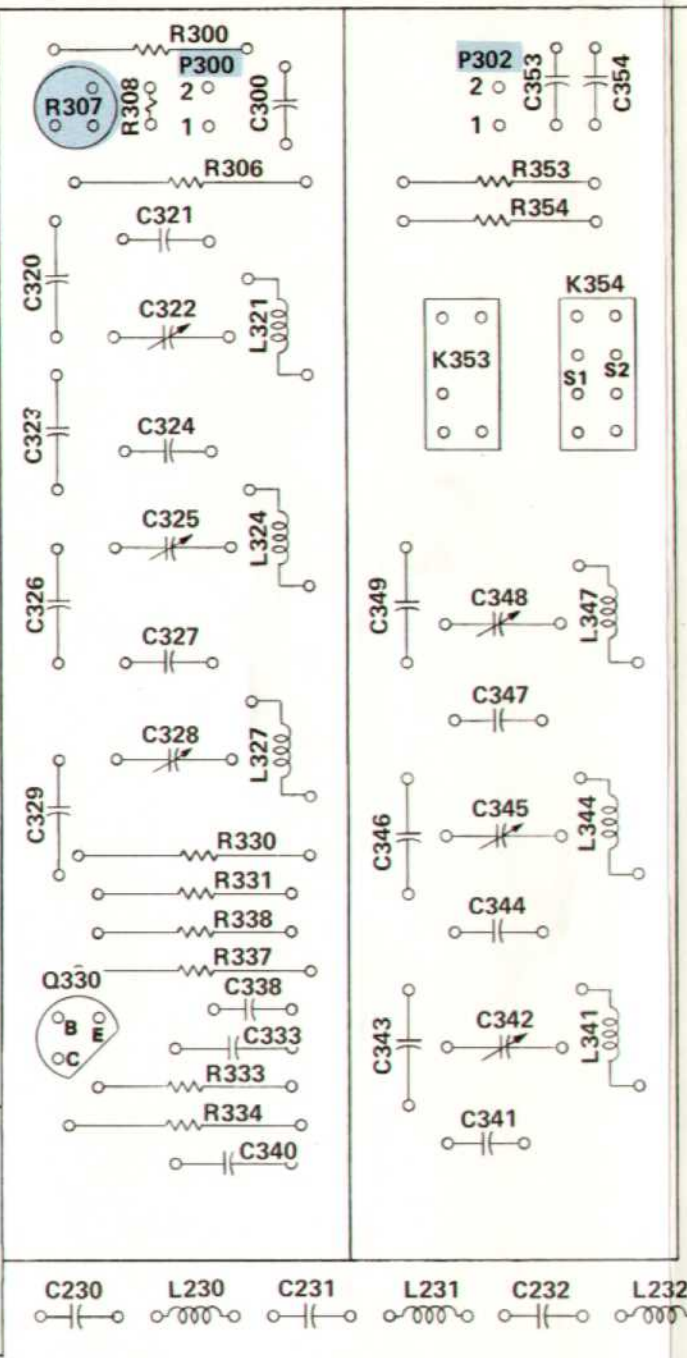 R300
P300
R307
R308
2
1
C300
R306
C321
C320
C322
L321
C323
C324
C325
L324
C326
C327
C328
L327
C329
R330
R331
R338
R337
Q330
B E
C
C338
C333
R333
R334
C340
P302
2
1
C353
C354
R353
R354
K354
K353
S1 S2
C349
C348
L347
C347
C346
C345
L344
C344
C343
C342
L341
C341
C230 L230 C231 L231 C232 L232